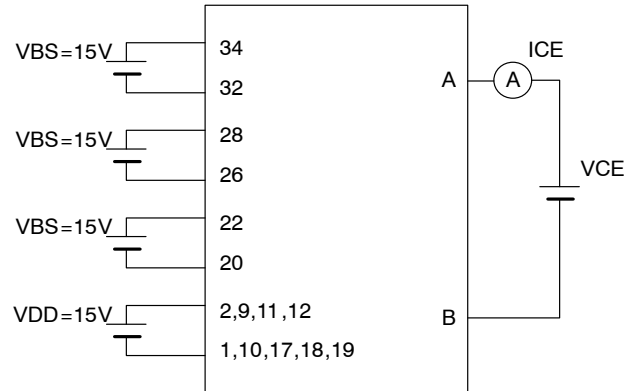 VBS=15V
34
32
VBS=15V
28
26
VBS=15V
22
20
VDD=15V
2,9,11,12
1,10,17,18,19
A
ICE
A
VCE
B